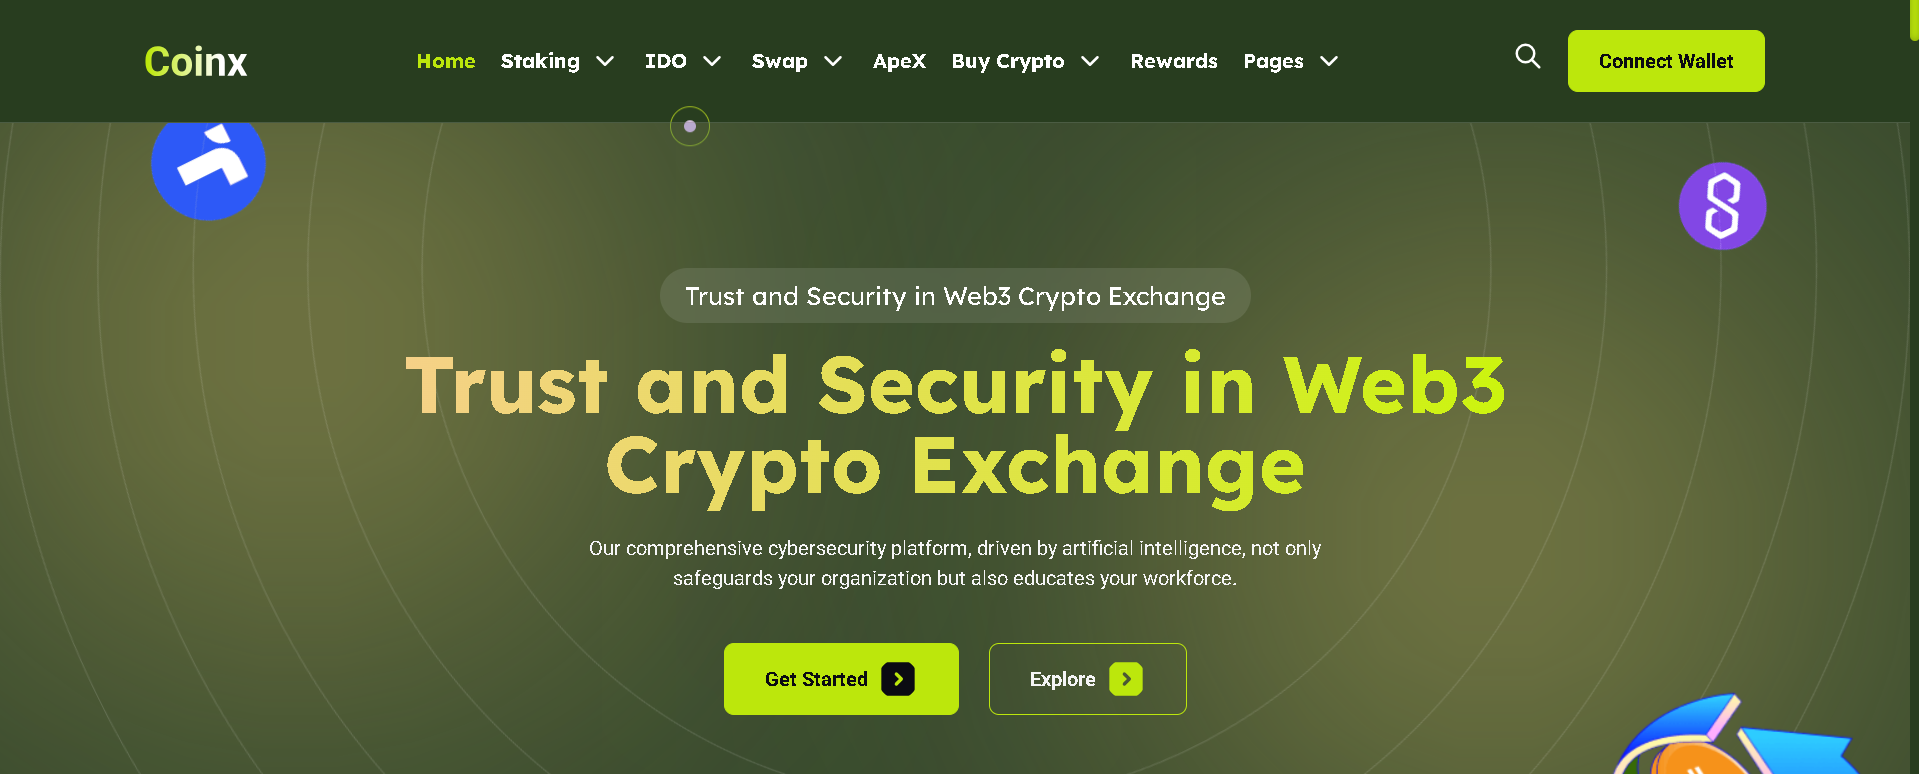 Coinx
Home Staking IDO Swap ApeX Buy Crypto Rewards Pages
Connect Wallet
Trust and Security in Web3 Crypto Exchange
Trust and Security in Web3
Crypto Exchange
Our comprehensive cybersecurity platform, driven by artificial intelligence, not only
safeguards your organization but also educates your workforce.
Get Started
Explore